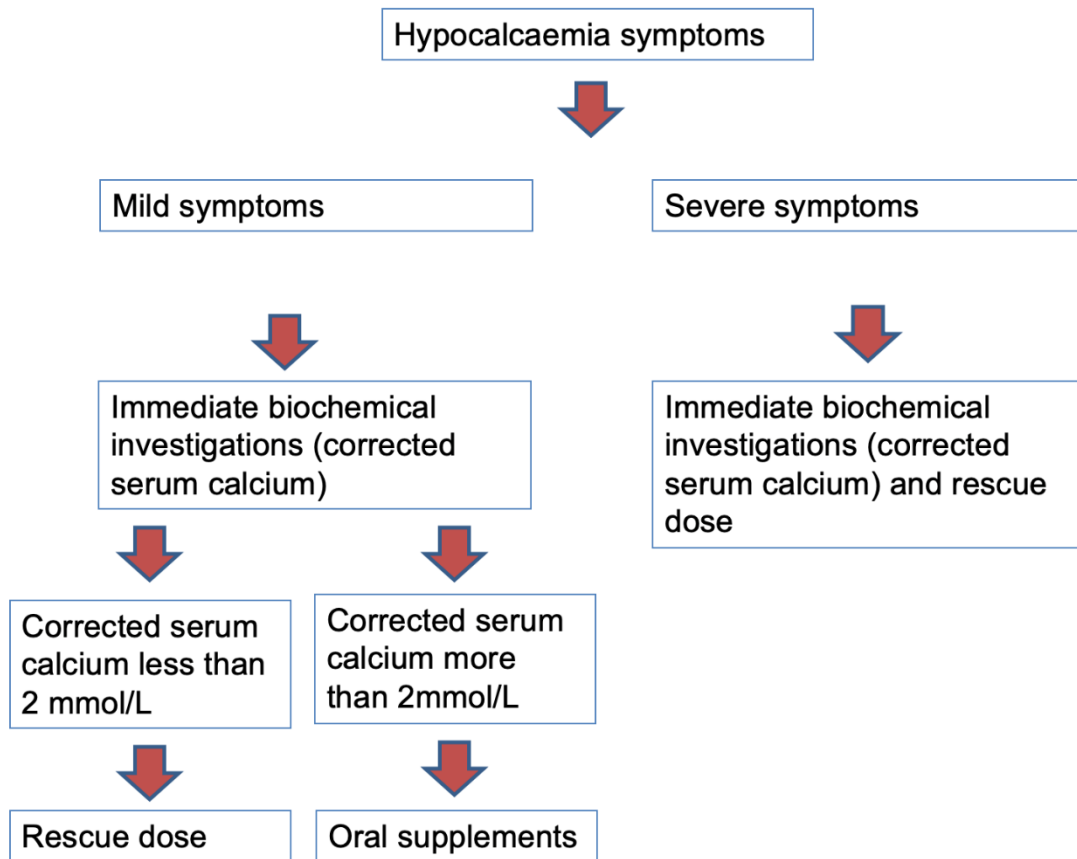 Hypocalcaemia symptoms
Mild symptoms
Severe symptoms
Immediate biochemical
investigations (corrected
serum calcium)
Immediate biochemical
investigations (corrected
serum calcium) and rescue
dose
Corrected serum
calcium less than
2 mmol/L
Corrected serum
calcium more
than 2mmol/L
Rescue dose
Oral supplements